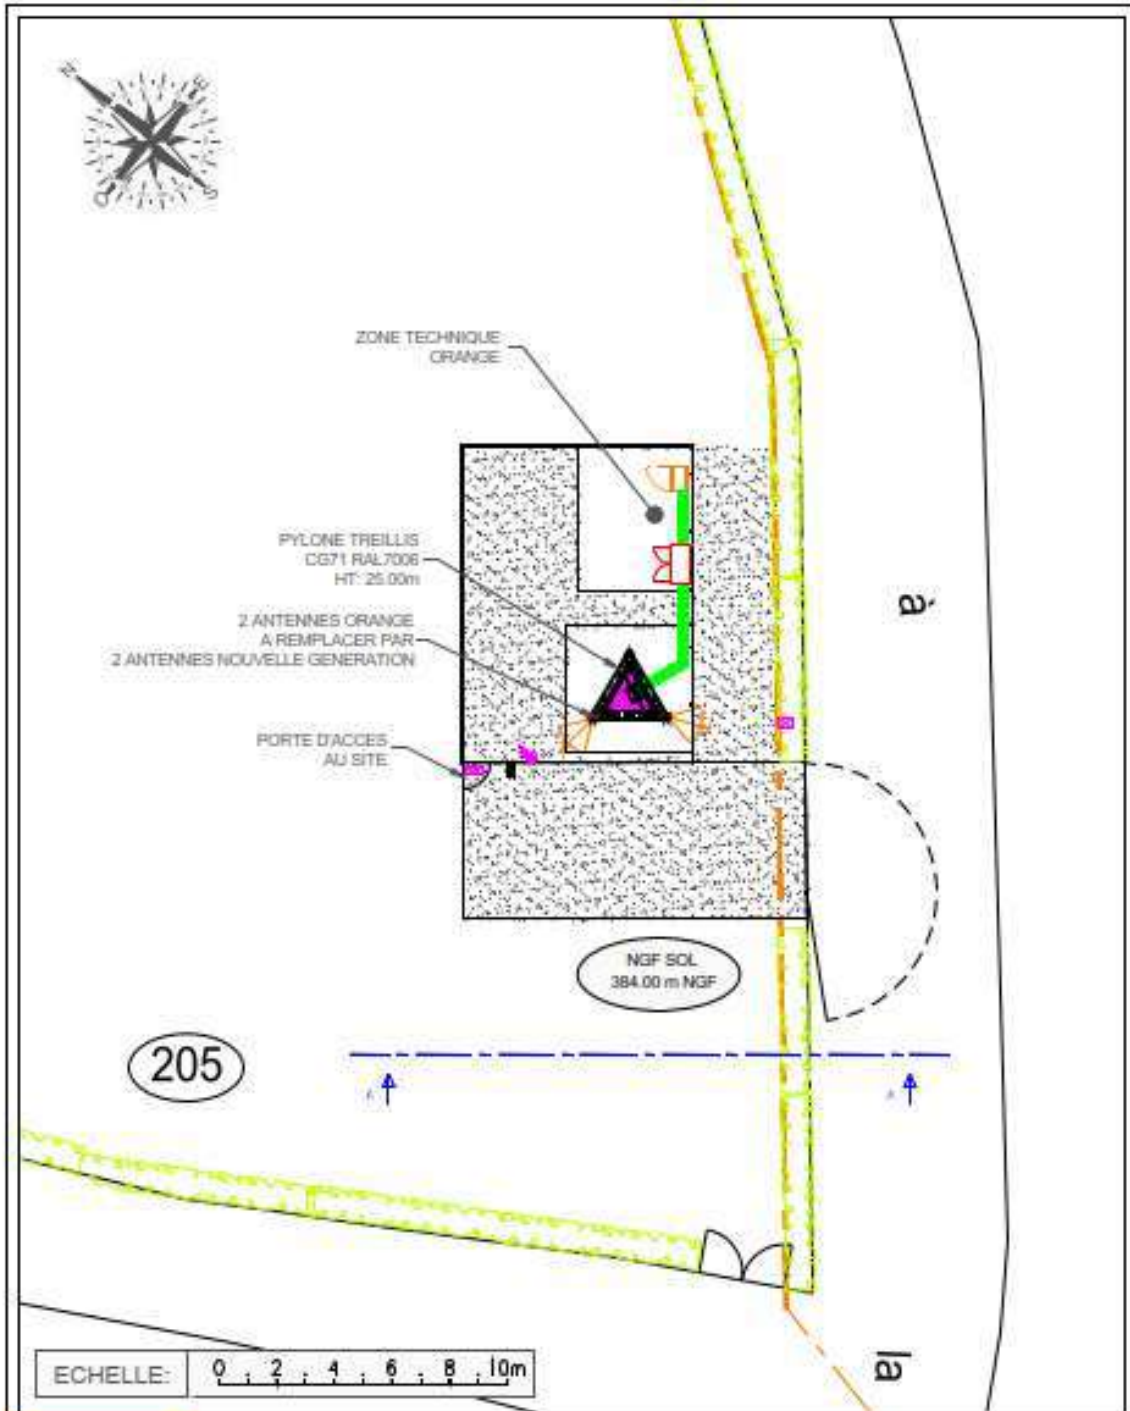 N
E
O
S
ZONE TECHNIQUE
ORANGE
PYLONE TREILLIS
CG71 RAL7006
HT: 25.00m
2 ANTENNES ORANGE
A REMPLACER PAR
2 ANTENNES NOUVELLE GENERATION
PORTE D'ACCES
AU SITE
à
NGF SOL
384.00 m NGF
205
A
A
la
ECHELLE:
0 2 4 6 8 10m